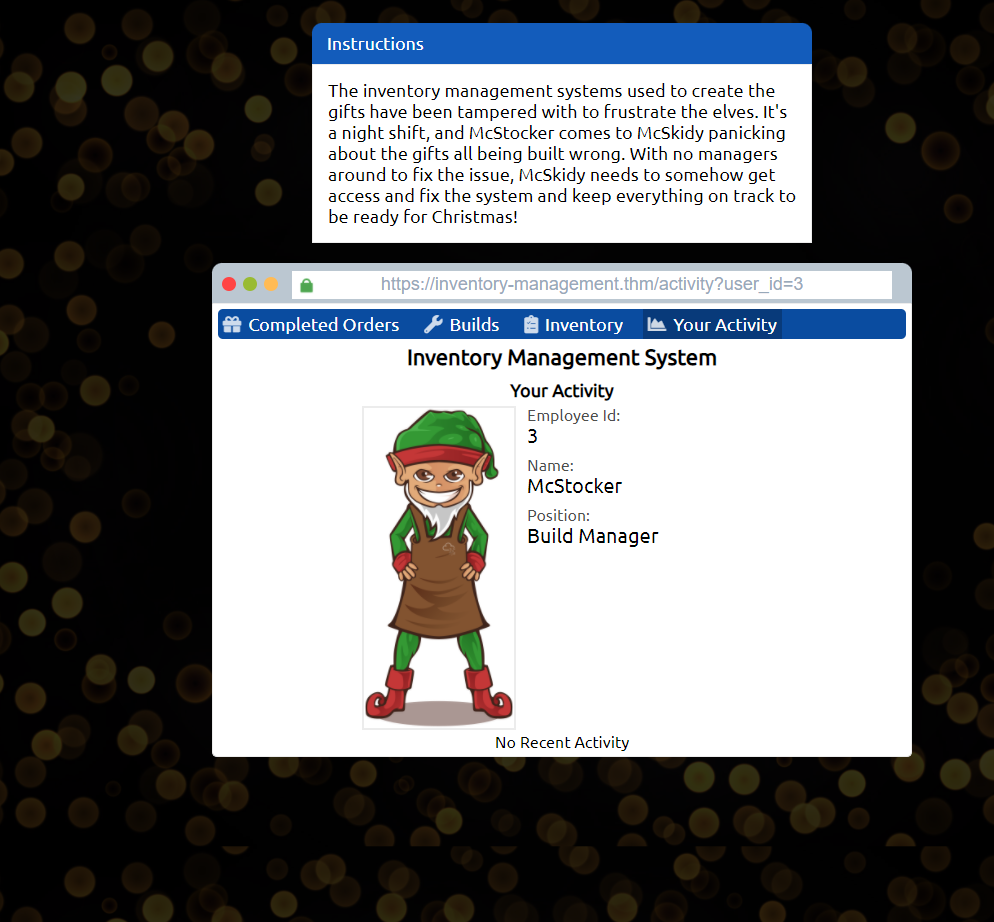 Instructions
The inventory management systems used to create the
gifts have been tampered with to frustrate the elves. It's
a night shift, and McStocker comes to McSkidy panicking
about the gifts all being built wrong. With no managers
around to fix the issue, McSkidy needs to somehow get
access and fix the system and keep everything on track to
be ready for Christmas!
https://inventory-management.thm/activity?user_id=3
Completed Orders Builds Inventory Your Activity
Inventory Management System
Your Activity
Employee Id:
3
Name:
McStocker
Position:
Build Manager
No Recent Activity